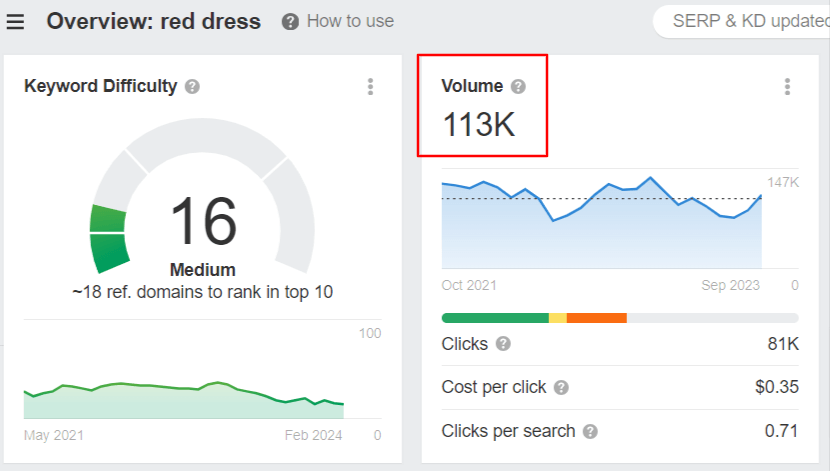 Overview: red dress
How to use
SERP & KD updated
Keyword Difficulty
16
Medium
~18 ref. domains to rank in top 10
100
May 2021
Feb 2024
0
Volume
113K
147K
Oct 2021
Sep 2023
0
Clicks
81K
Cost per click
$0.35
Clicks per search
0.71